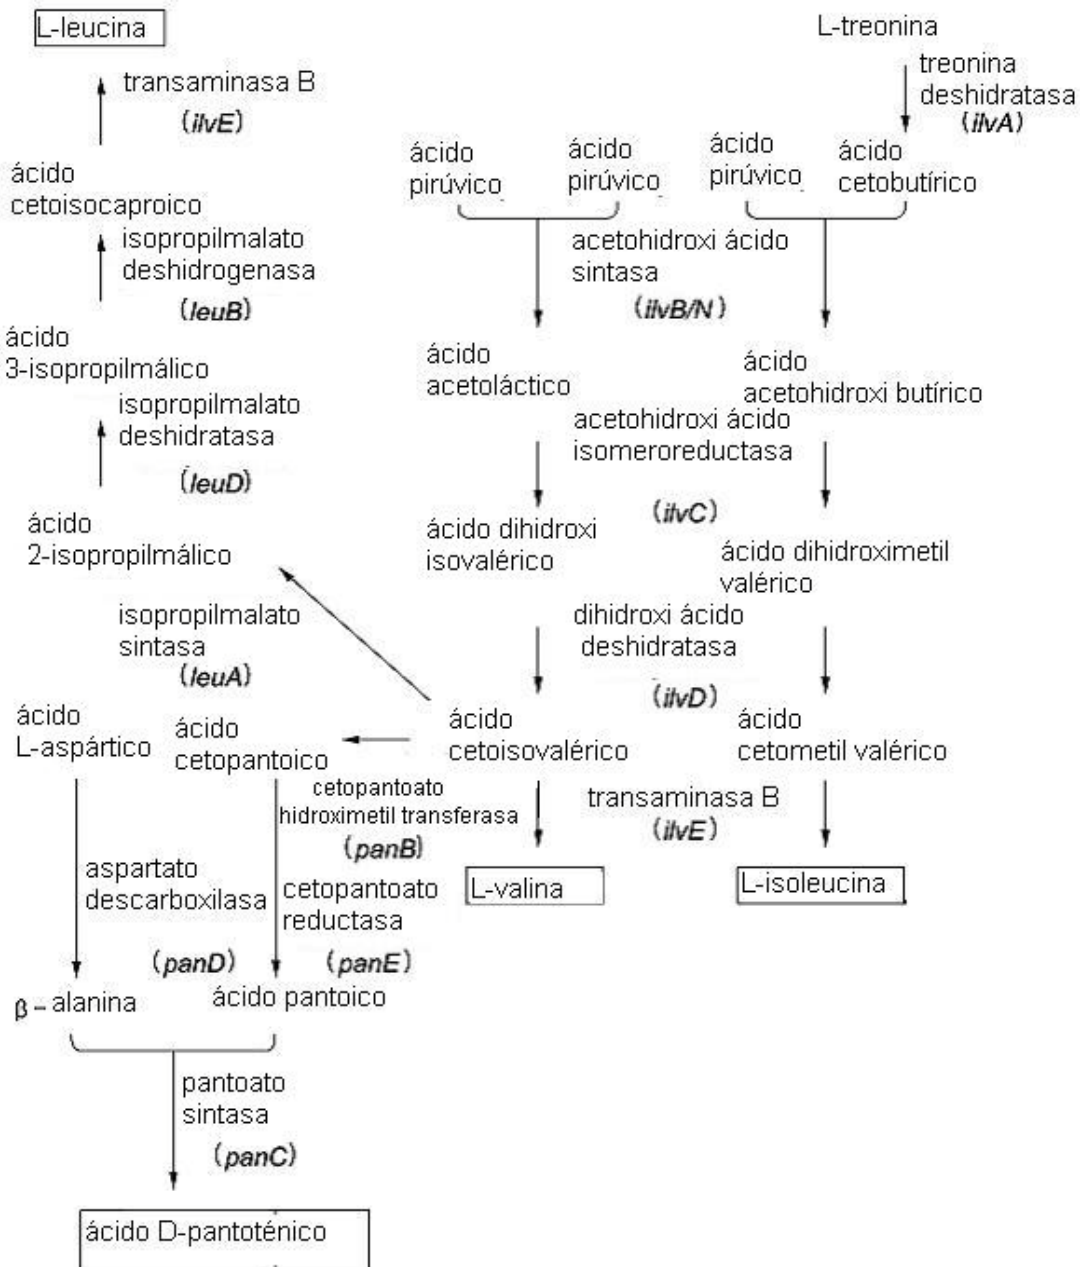 L-leucina
transaminasa B
(ilvE)
ácido
cetoisocaproico
isopropilmalato
deshidrogenasa
(leuB)
ácido
3-isopropilmálico
isopropilmalato
deshidratasa
(leuD)
ácido
2-isopropilmálico
isopropilmalato
sintasa
(leuA)
L-treonina
treonina
deshidratasa
(ilvA)
ácido
pirúvico
ácido
pirúvico
ácido
pirúvico
ácido
cetobutírico
acetohidroxi ácido
sintasa
(ilvB/N)
ácido
acetoláctico
ácido
acetohidroxi butírico
acetohidroxi ácido
isomeroreductasa
(ilvC)
ácido dihidroxi
isovalérico
ácido dihidroximetil
valérico
dihidroxi ácido
deshidratasa
(ilvD)
ácido
cetoisovalérico
ácido
cetometil valérico
transaminasa B
(ilvE)
L-valina
L-isoleucina
ácido
L-aspártico
ácido
cetopantoico
cetopantoato
hidroximetil transferasa
(panB)
aspartato
descarboxilasa
(panD)
cetopantoato
reductasa
(panE)
β-alanina
ácido pantoico
pantoato
sintasa
(panC)
ácido D-pantoténico